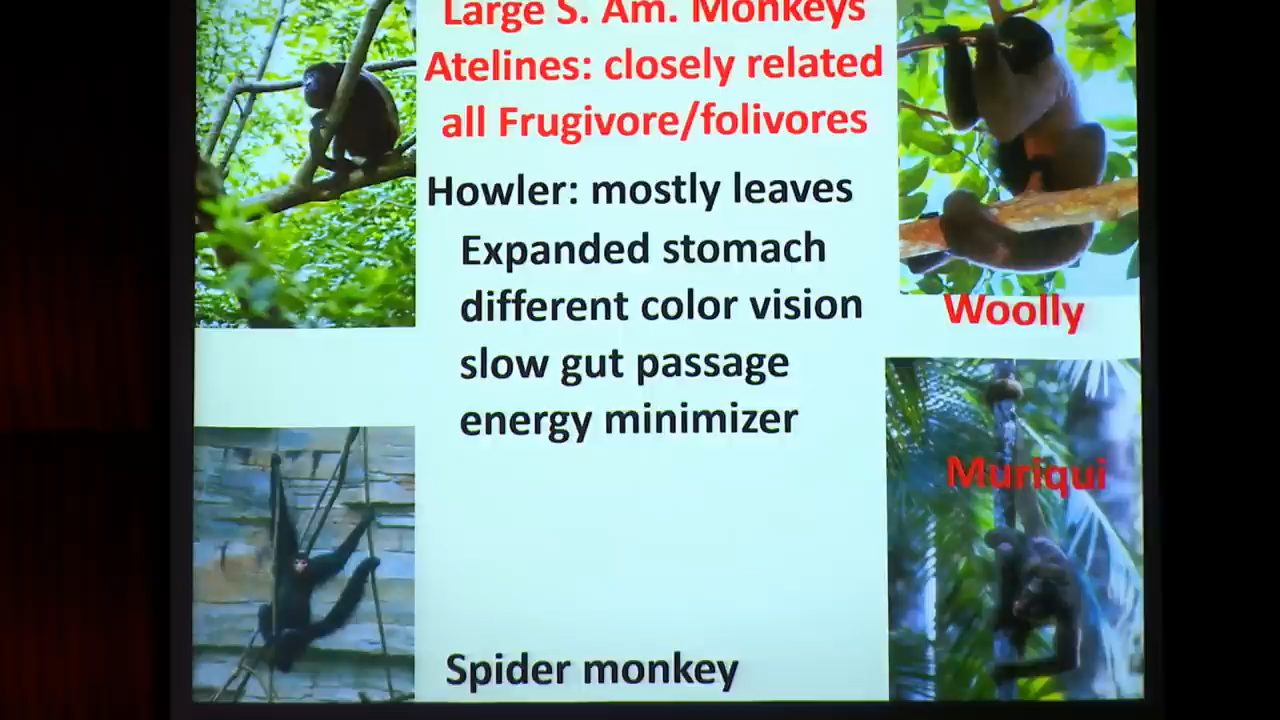 Large S. Am. Monkeys
Atelines: closely related
all Frugivore/folivores
Howler: mostly leaves
Expanded stomach
different color vision
slow gut passage
energy minimizer
Woolly
Muriqui
Spider monkey